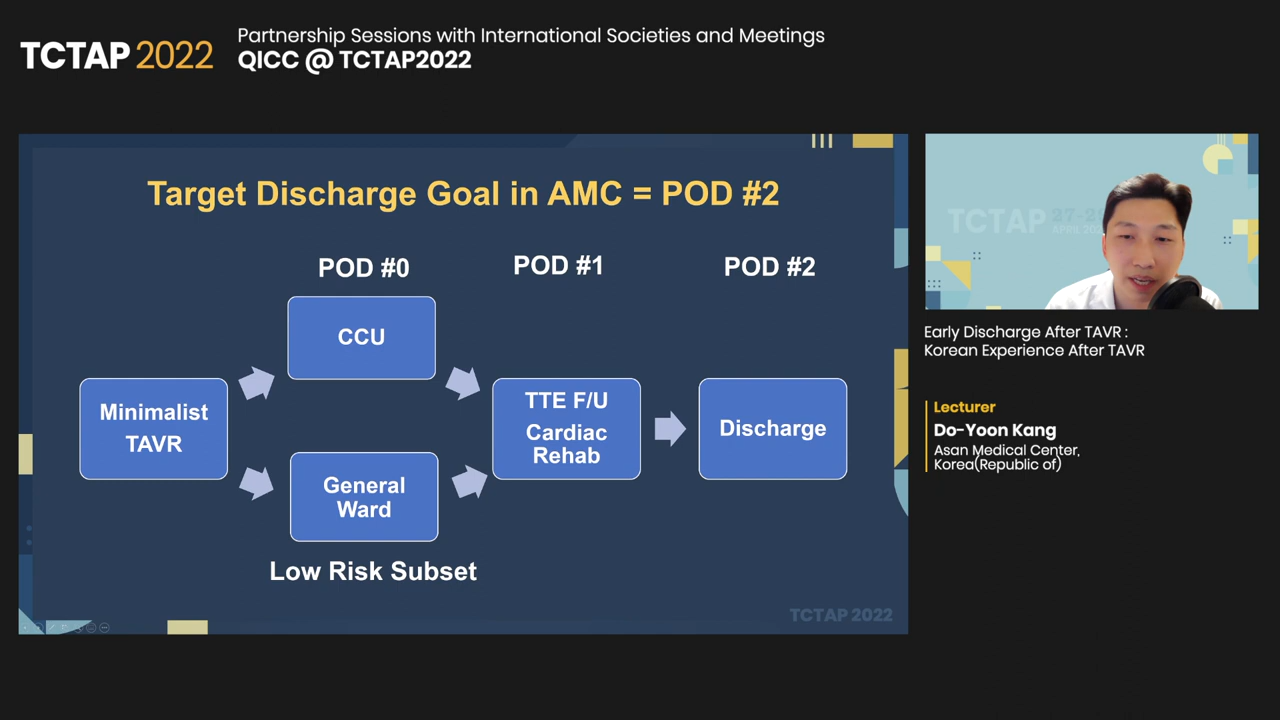 TCTAP 2022
Partnership Sessions with International Societies and Meetings
QICC @ TCTAP2022
Target Discharge Goal in AMC = POD #2
POD #0
POD #1
POD #2
CCU
Minimalist
TAVR
TTE F/U
Cardiac
Rehab
Discharge
General
Ward
Low Risk Subset
TCTAP 2022
TCTAP
Early Discharge After TAVR :
Korean Experience After TAVR
Lecturer
Do-Yoon Kang
Asan Medical Center,
Korea(Republic of)